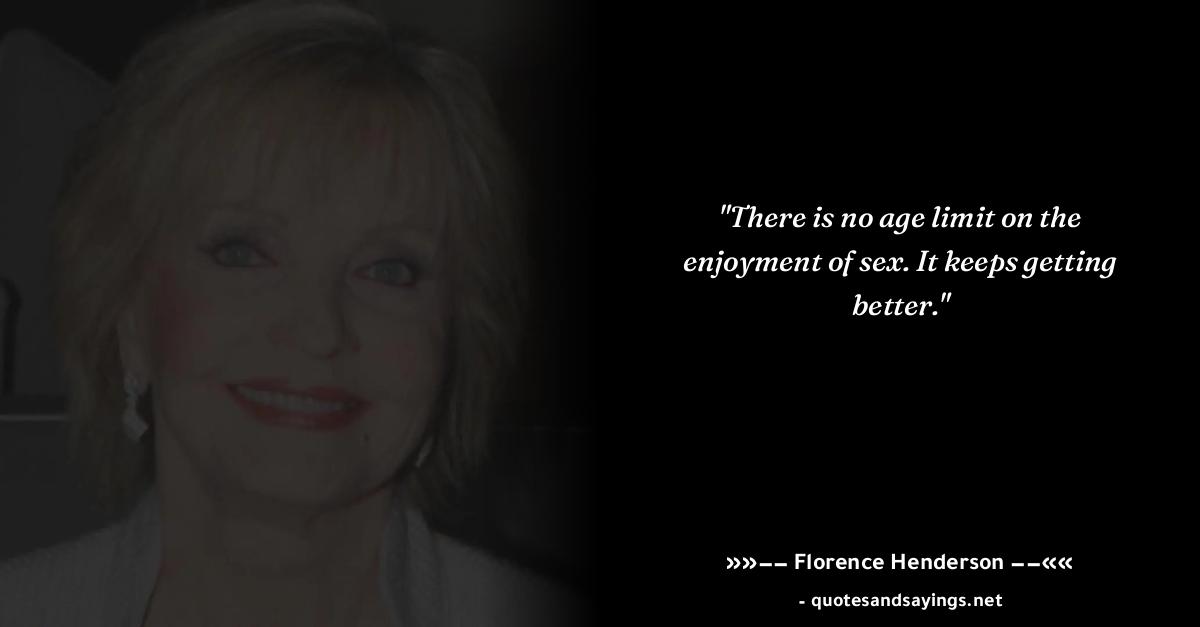 "There is no age limit on the
enjoyment of sex. It keeps getting
better."
»»−− Florence Henderson −−««
- quotesandsayings.net